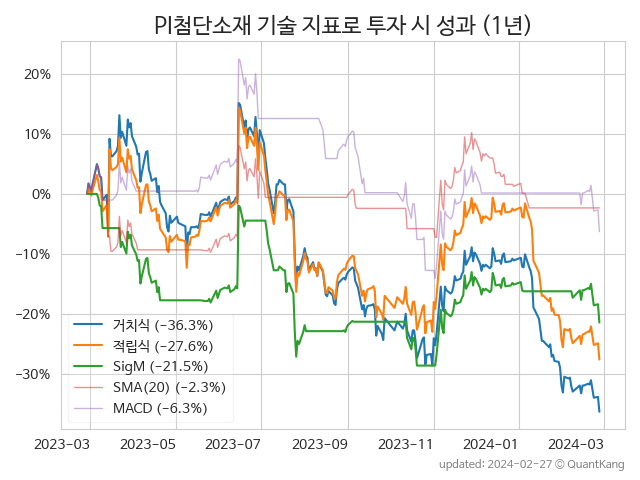 PI첨단소재 기술 지표로 투자 시 성과 (1년)
20%
10%
0%
−10%
−20%
−30%
거치식 (−36.3%)
적립식 (−27.6%)
SigM (−21.5%)
SMA(20) (−2.3%)
MACD (−6.3%)
2023−03 2023−05 2023−07 2023−09 2023−11 2024−01 2024−03
updated: 2024−02−27 ⓒ QuantKang